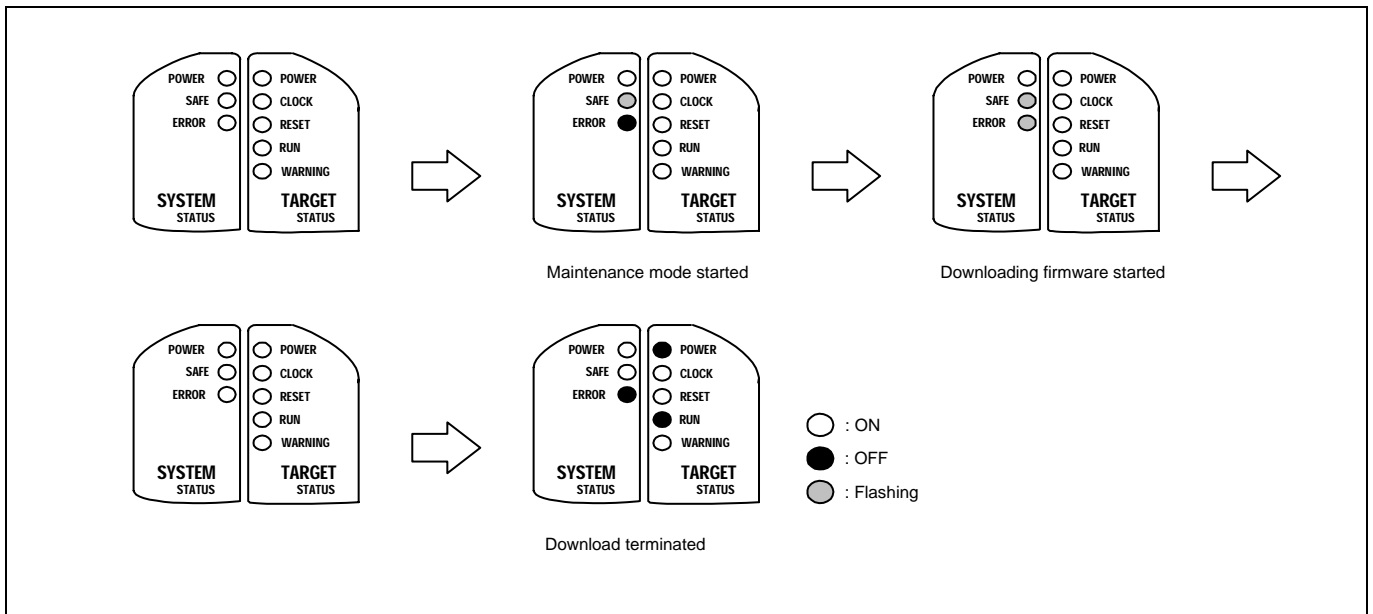 POWER POWER
SAFE CLOCK
ERROR RESET
RUN
WARNING
SYSTEM TARGET
STATUS STATUS
POWER POWER
SAFE CLOCK
ERROR RESET
RUN
WARNING
SYSTEM TARGET
STATUS STATUS
Maintenance mode started
POWER POWER
SAFE CLOCK
ERROR RESET
RUN
WARNING
SYSTEM TARGET
STATUS STATUS
Downloading firmware started
POWER POWER
SAFE CLOCK
ERROR RESET
RUN
WARNING
SYSTEM TARGET
STATUS STATUS
POWER POWER
SAFE CLOCK
ERROR RESET
RUN
WARNING
SYSTEM TARGET
STATUS STATUS
Download terminated
: ON
: OFF
: Flashing